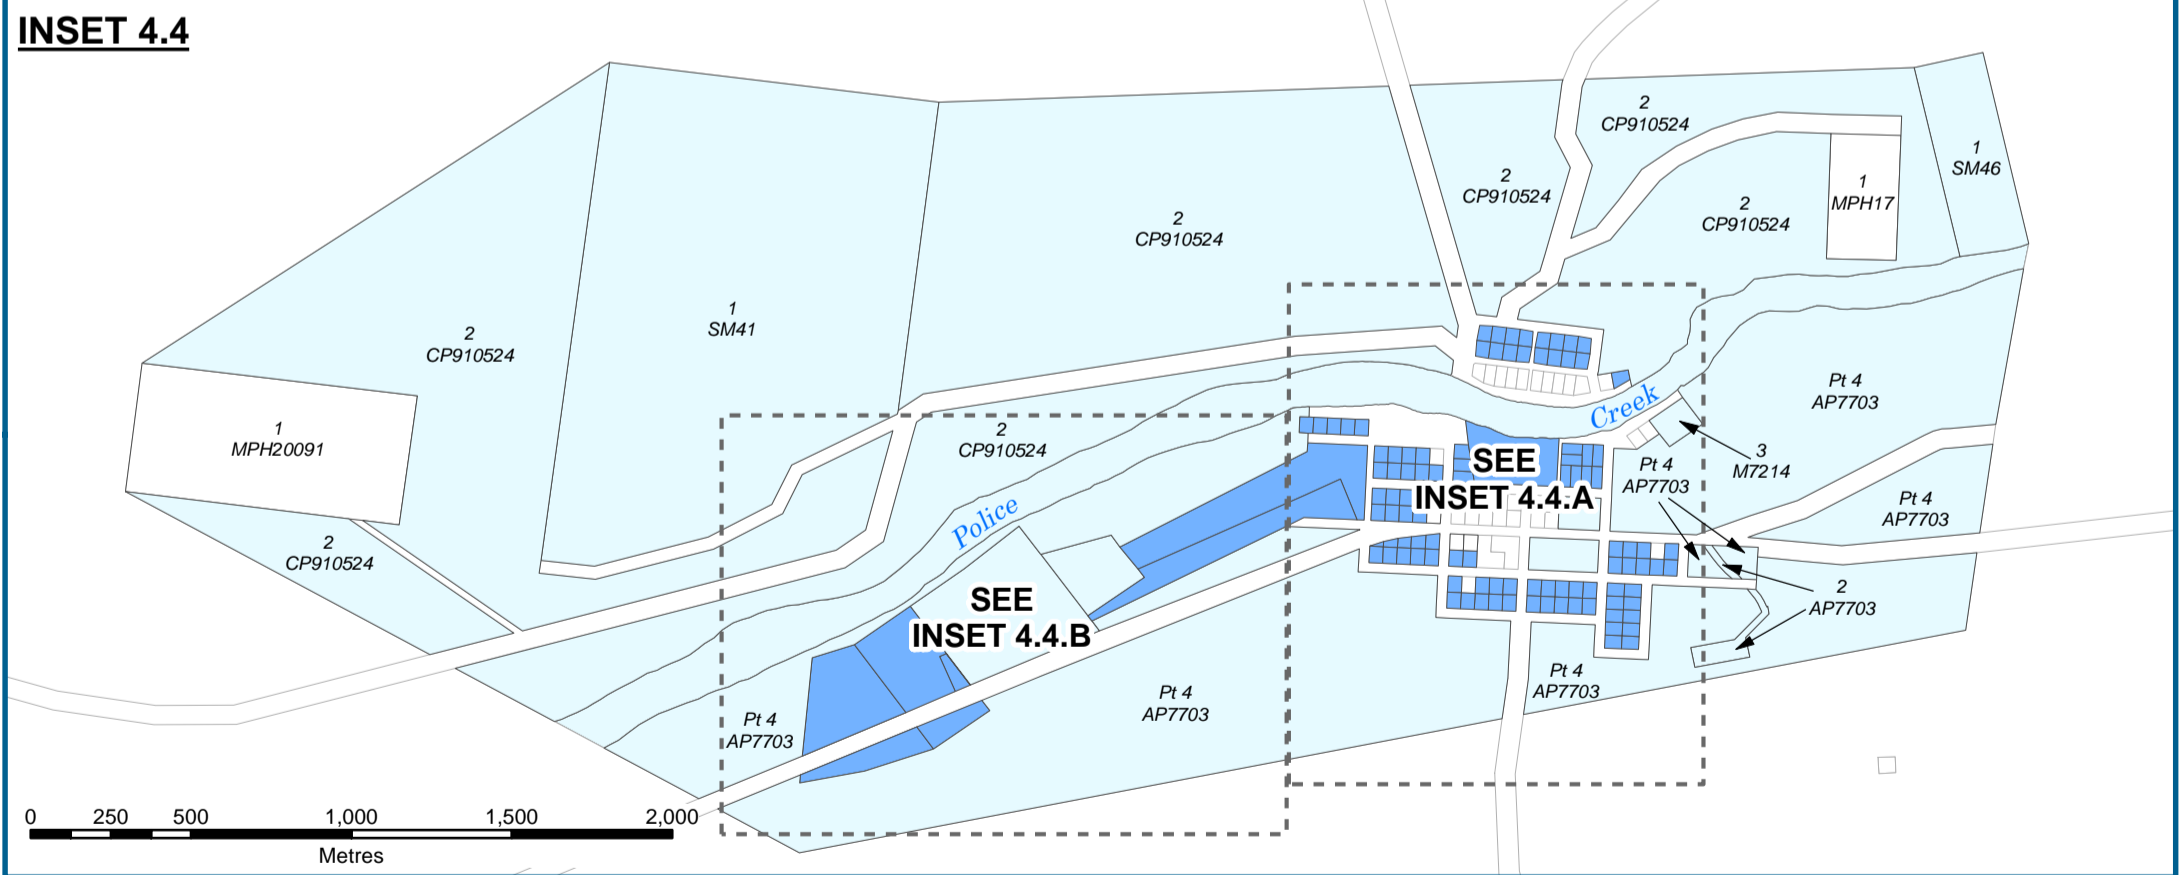 INSET 4.4
2
CP910524
2
CP910524
1
SM46
1
MPH17
2
CP910524
2
CP910524
2
CP910524
1
SM41
2
CP910524
Pt 4
AP7703
Creek
1
MPH20091
2
CP910524
SEE
INSET 4.4.A
3
M7214
Pt 4
AP7703
Pt 4
AP7703
Police
2
CP910524
SEE
INSET 4.4.B
2
AP7703
Pt 4
AP7703
Pt 4
AP7703
Pt 4
AP7703
0 250 500 1,000 1,500 2,000
Metres